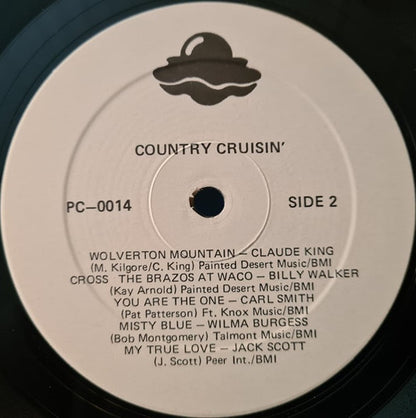 COUNTRY CRUISIN'
PC—0014 SIDE 2
WOLVERTON MOUNTAIN — CLAUDE KING
(M. Kilgore/C. King) Painted Desert Music/BMI
CROSS THE BRAZOS AT WACO — BILLY WALKER
(Kay Arnold) Painted Desert Music/BMI
YOU ARE THE ONE — CARL SMITH
(Pat Patterson) Ft. Knox Music/BMI
MISTY BLUE — WILMA BURGESS
(Bob Montgomery) Talmont Music/BMI
MY TRUE LOVE — JACK SCOTT
(J. Scott) Peer Int./BMI